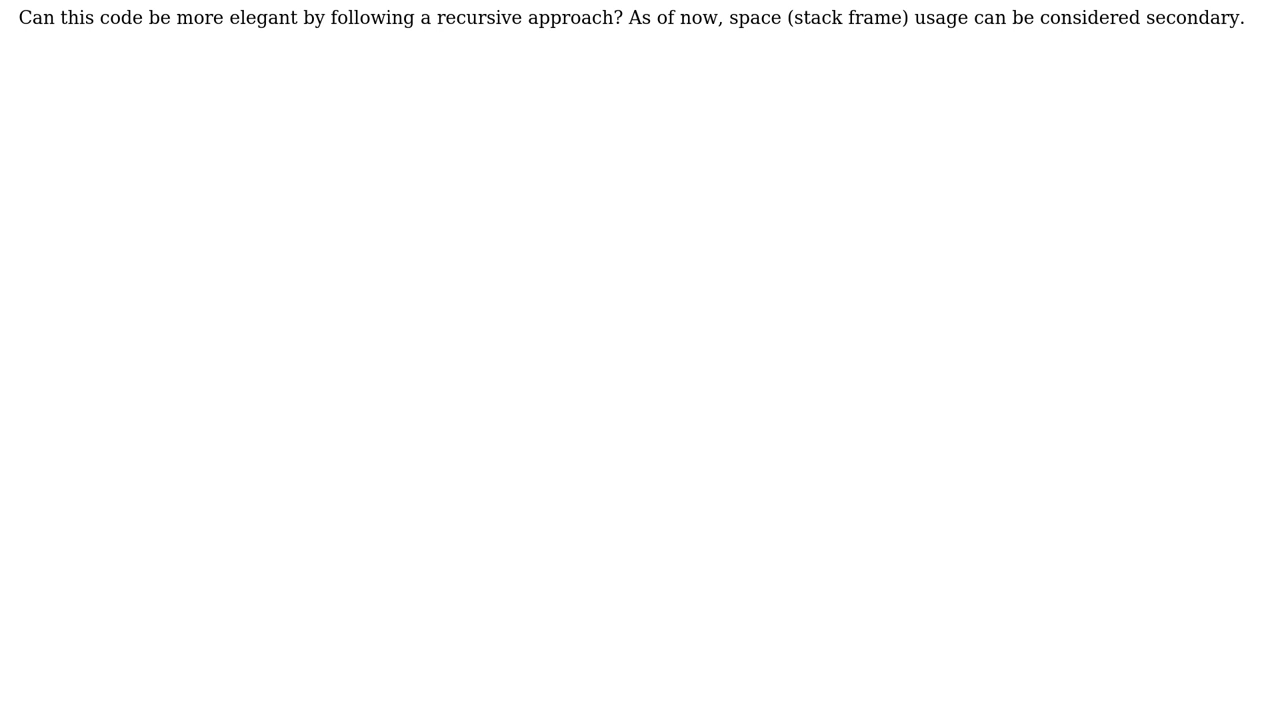 Can this code be more elegant by following a recursive approach? As of now, space (stack frame) usage can be considered secondary.